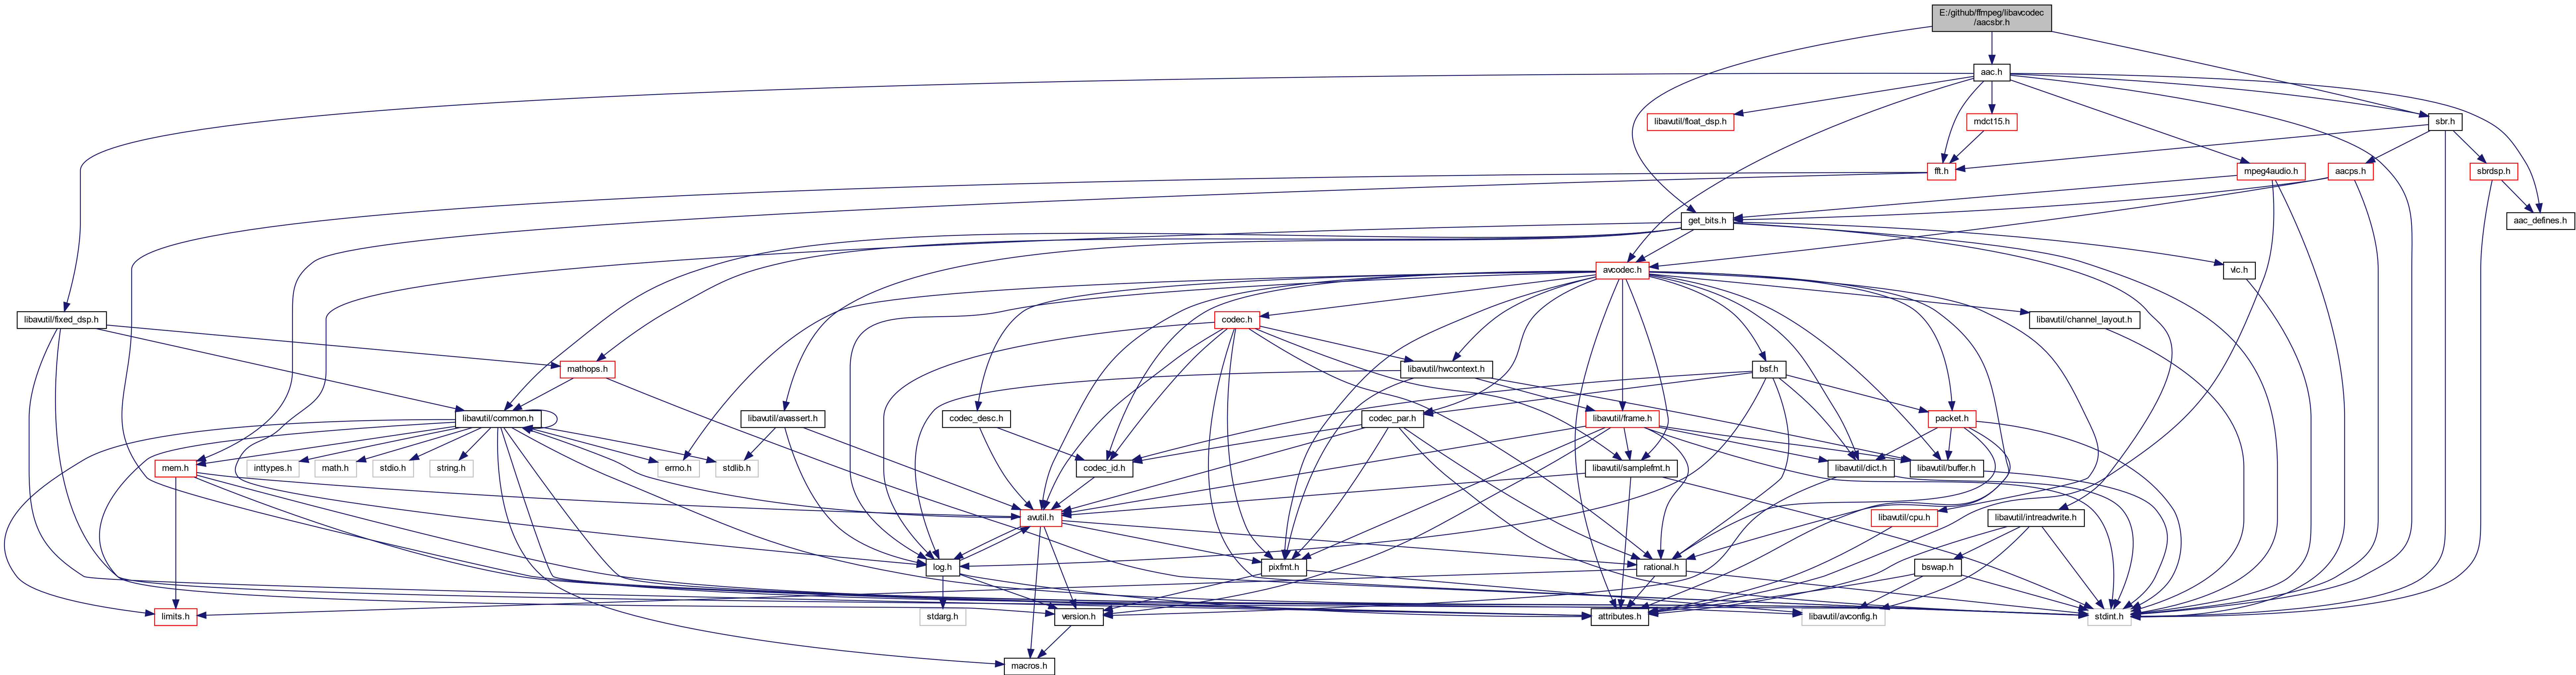 E:/github/ffmpeg/libavcodec
/aacsbr.h
aac.h
libavutil/float_dsp.h
mdct15.h
sbr.h
fft.h
mpeg4audio.h
aacps.h
sbrdsp.h
get_bits.h
aac_defines.h
avcodec.h
vlc.h
libavutil/fixed_dsp.h
codec.h
libavutil/channel_layout.h
mathops.h
libavutil/hwcontext.h
bsf.h
libavutil/common.h
libavutil/avassert.h
codec_desc.h
codec_par.h
libavutil/frame.h
packet.h
mem.h
inttypes.h
math.h
stdio.h
string.h
errno.h
stdlib.h
codec_id.h
libavutil/samplefmt.h
libavutil/dict.h
libavutil/buffer.h
avutil.h
libavutil/cpu.h
libavutil/intreadwrite.h
log.h
pixfmt.h
rational.h
bswap.h
limits.h
stdarg.h
version.h
attributes.h
libavutil/avconfig.h
stdint.h
macros.h